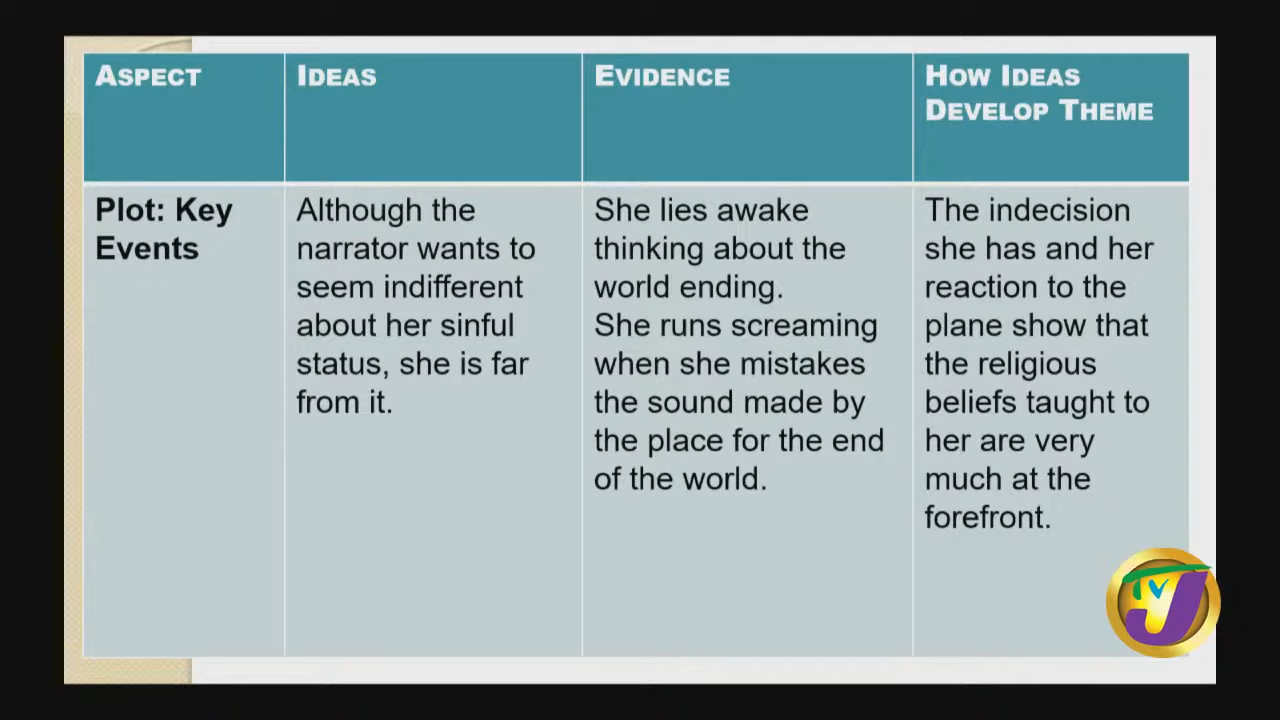 ASPECT
IDEAS
EVIDENCE
HOW IDEAS
DEVELOP THEME
Plot: Key
Events
Although the
narrator wants to
seem indifferent
about her sinful
status, she is far
from it.
She lies awake
thinking about the
world ending.
She runs screaming
when she mistakes
the sound made by
the place for the end
of the world.
The indecision
she has and her
reaction to the
plane show that
the religious
beliefs taught to
her are very
much at the
forefront.
TVJ